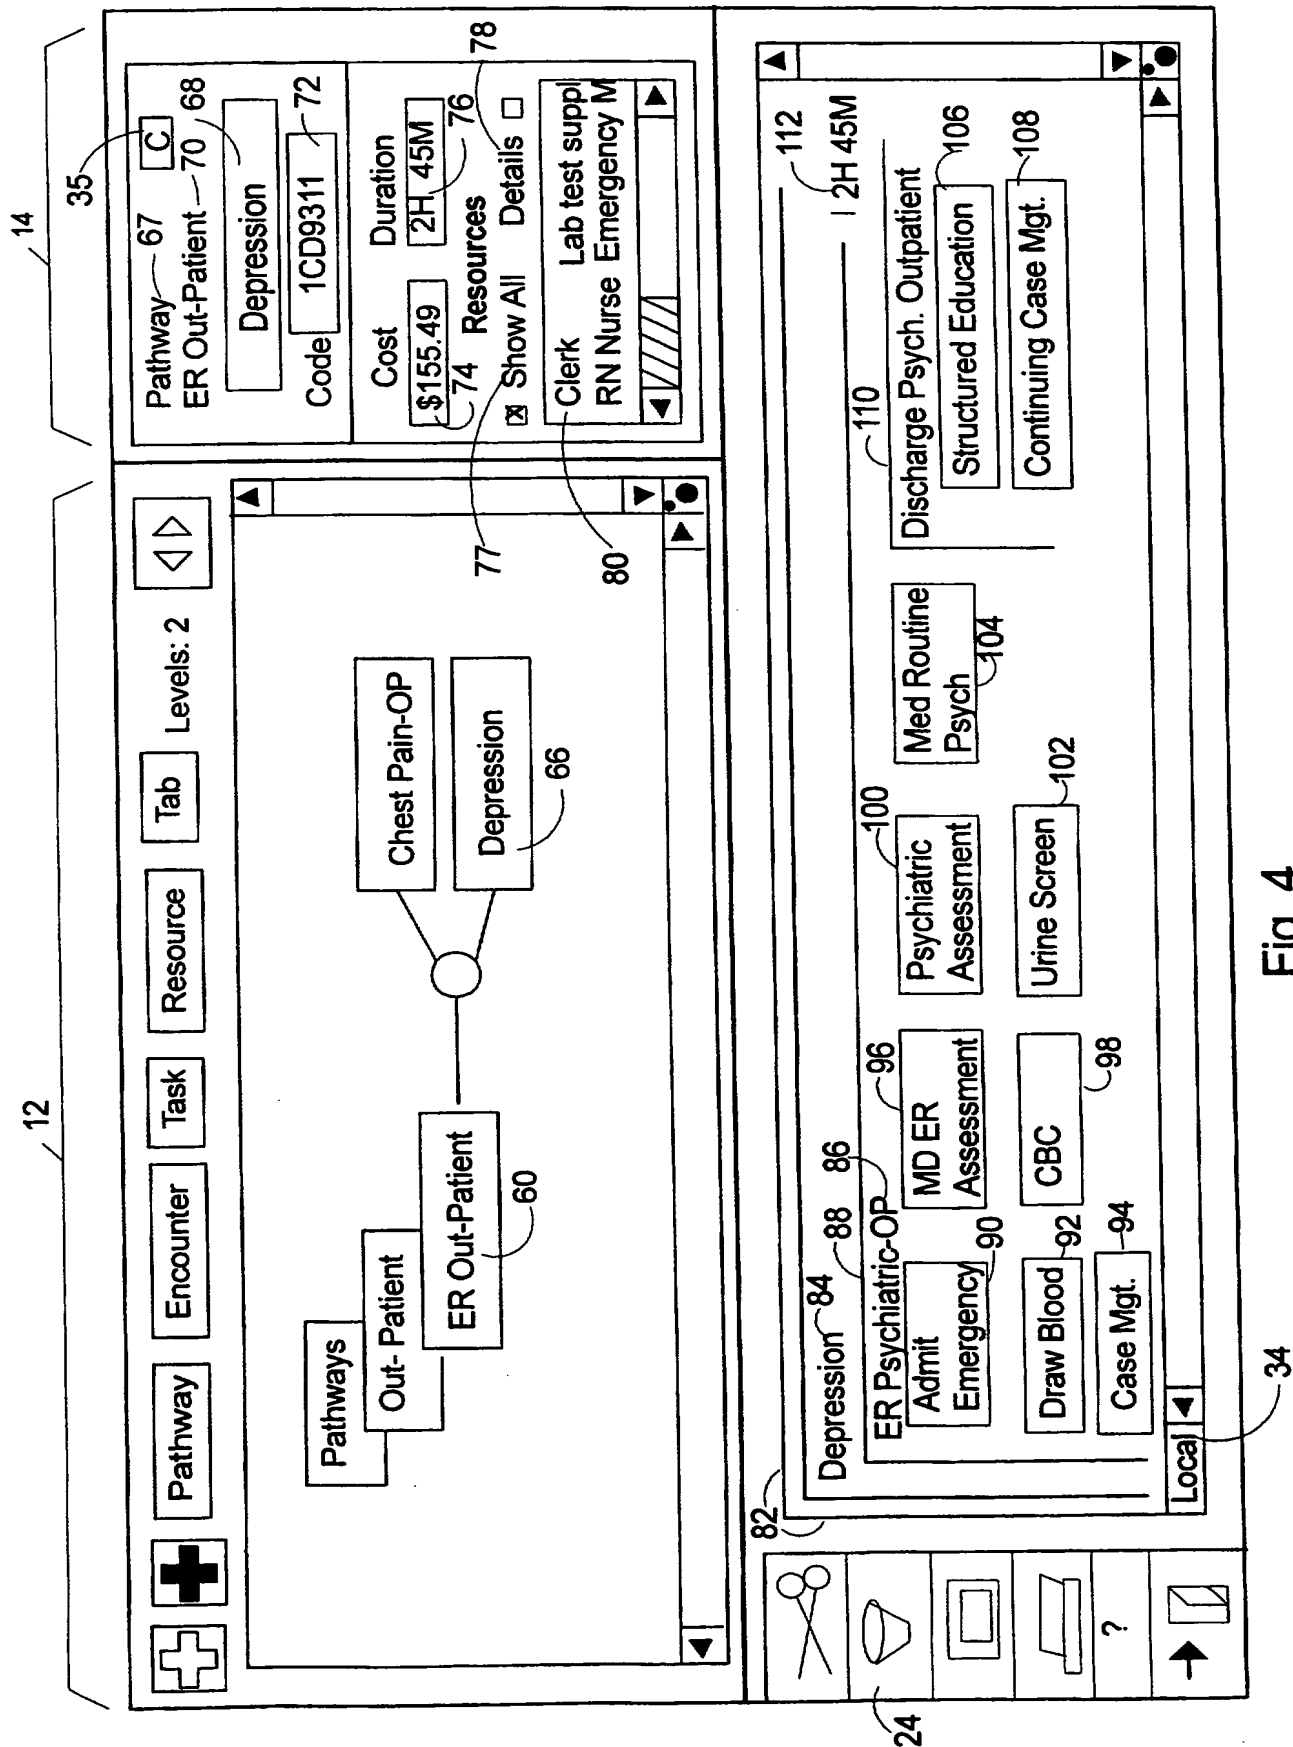 12
14
Pathway
Encounter
Task
Resource
Tab
Levels: 2
Pathways
Out- Patient
ER Out-Patient
60
Chest Pain-OP
Depression
66
35
Pathway 67
C
ER Out-Patient 70
68
Depression
Code 1CD9311
72
Cost
Duration
$155.49
2H 45M
74
76
Resources
78
X Show All
Details
77
Clerk Lab test suppl
RN Nurse Emergency M
80
82
112
Depression 84
2H 45M
88
86
ER Psychiatric-OP
Admit
Emergency
90
Draw Blood
92
Case Mgt.
94
96
MD ER
Assessment
CBC
98
100
Psychiatric
Assessment
Urine Screen
102
Med Routine
Psych
104
110
Discharge Psych. Outpatient
Structured Education
106
Continuing Case Mgt.
108
?
24
Local
34
Fig. 4